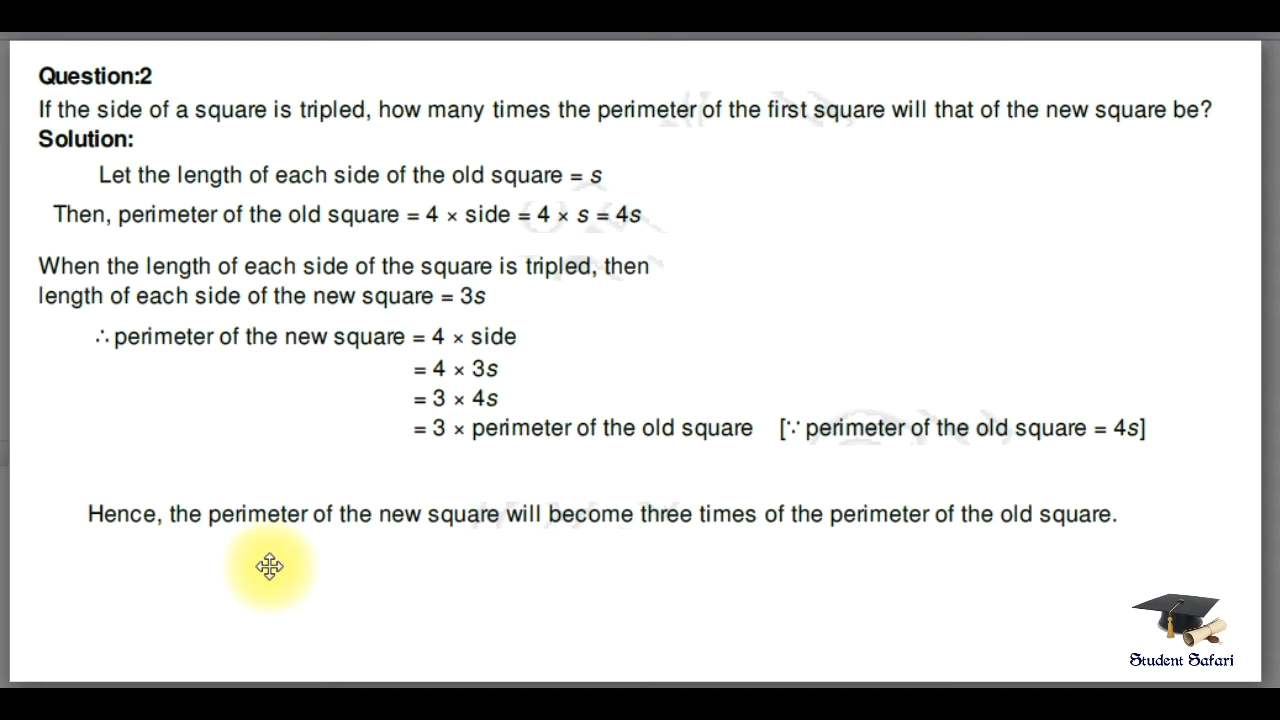 Question:2
If the side of a square is tripled, how many times the perimeter of the first square will that of the new square be?
Solution:
Let the length of each side of the old square = s
Then, perimeter of the old square = 4 × side = 4 × s = 4s
When the length of each side of the square is tripled, then
length of each side of the new square = 3s
∴ perimeter of the new square = 4 × side
= 4 × 3s
= 3 × 4s
= 3 × perimeter of the old square [∵ perimeter of the old square = 4s]
Hence, the perimeter of the new square will become three times of the perimeter of the old square.
Student Safari